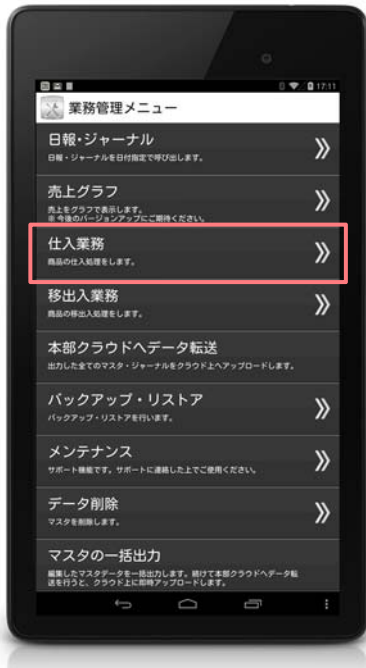 17:11
業務管理メニュー
日報・ジャーナル
日報・ジャーナルを日付指定で呼び出します。
売上グラフ
売上をグラフで表示します。
※ 今後のバージョンアップにご期待ください。
仕入業務
商品の仕入処理をします。
移出入業務
商品の移出入処理をします。
本部クラウドへデータ転送
出力した全てのマスタ・ジャーナルをクラウド上へアップロードします。
バックアップ・リストア
バックアップ・リストアを行います。
メンテナンス
サポート機能です。サポートに連絡した上でご使用ください。
データ削除
マスタを削除します。
マスタの一括出力
編集したマスタデータを一括出力します。続けて本部クラウドへデータ転
送を行うと、クラウド上に即時アップロードします。